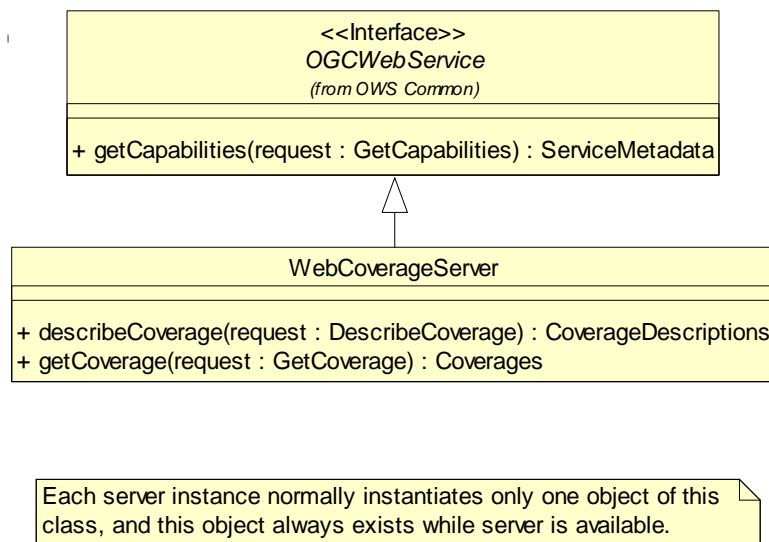 <<Interface>>
OGCWebService
(from OWS Common)
+ getCapabilities(request : GetCapabilities) : ServiceMetadata
WebCoverageServer
+ describeCoverage(request : DescribeCoverage) : CoverageDescriptions
+ getCoverage(request : GetCoverage) : Coverages
Each server instance normally instantiates only one object of this
class, and this object always exists while server is available.